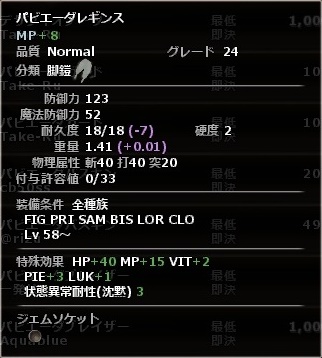 パビエーダレギンス
MP+8
品質 Normal グレード 24
分類 脚鎧
防御力 123
魔法防御力 52
耐久度 18/18 (-7) 硬度 2
重量 1.41 (+0.01)
物理属性 斬40 打40 突20
付与許容値 0/33
装備条件 全種族
FIG PRI SAM BIS LOR CLO
Lv 58～
特殊効果 HP+40 MP+15 VIT+2
PIE+3 LUK+1
状態異常耐性(沈黙) 3
ジェムソケット